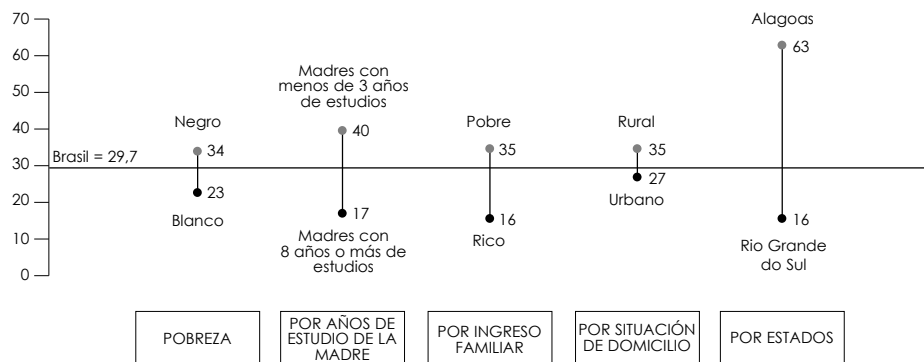 70
60
50
40
30
20
10
0
Brasil = 29,7
Negro
34
23
Blanco
Madres con
menos de 3 años
de estudios
40
17
Madres con
8 años o más de
estudios
Pobre
35
16
Rico
Rural
35
27
Urbano
Alagoas
63
16
Rio Grande
do Sul
POBREZA
POR AÑOS DE
ESTUDIO DE LA
MADRE
POR INGRESO
FAMILIAR
POR SITUACIÓN
DE DOMICILIO
POR ESTADOS